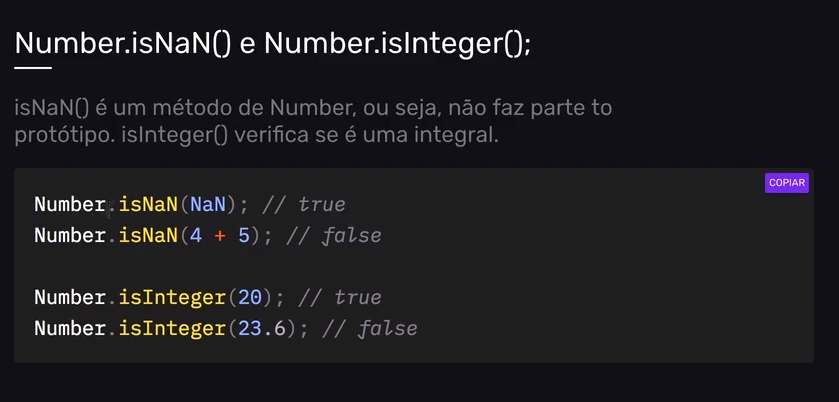 Number.isNaN() e Number.isInteger();
isNaN() é um método de Number, ou seja, não faz parte to
protótipo. isInteger() verifica se é uma integral.
COPIAR
Number.isNaN(NaN); // true
Number.isNaN(4 + 5); // false
Number.isInteger(20); // true
Number.isInteger(23.6); // false